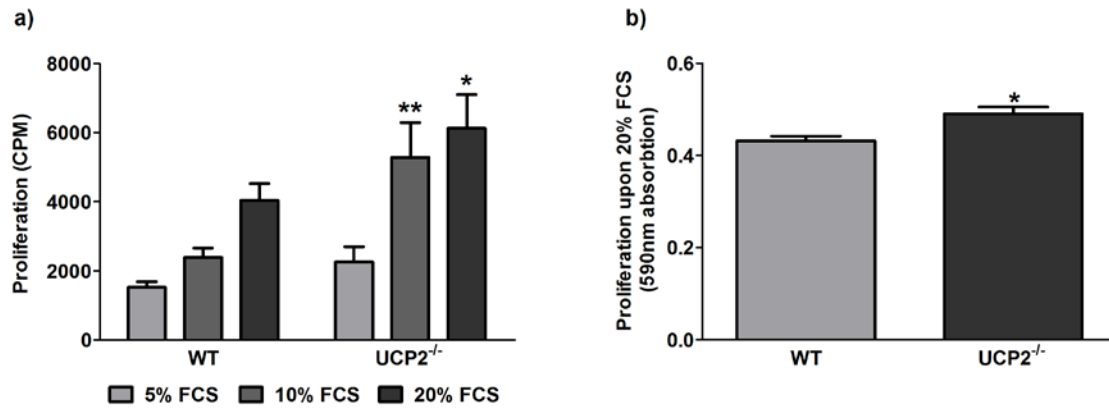 a)
Proliferation (CPM)
8000
6000
4000
2000
0
**
*
WT
UCP2-/-
5% FCS 10% FCS 20% FCS
b)
Proliferation upon 20% FCS
(590nm absorbtion)
0.6
0.4
0.2
0.0
*
WT
UCP2-/-